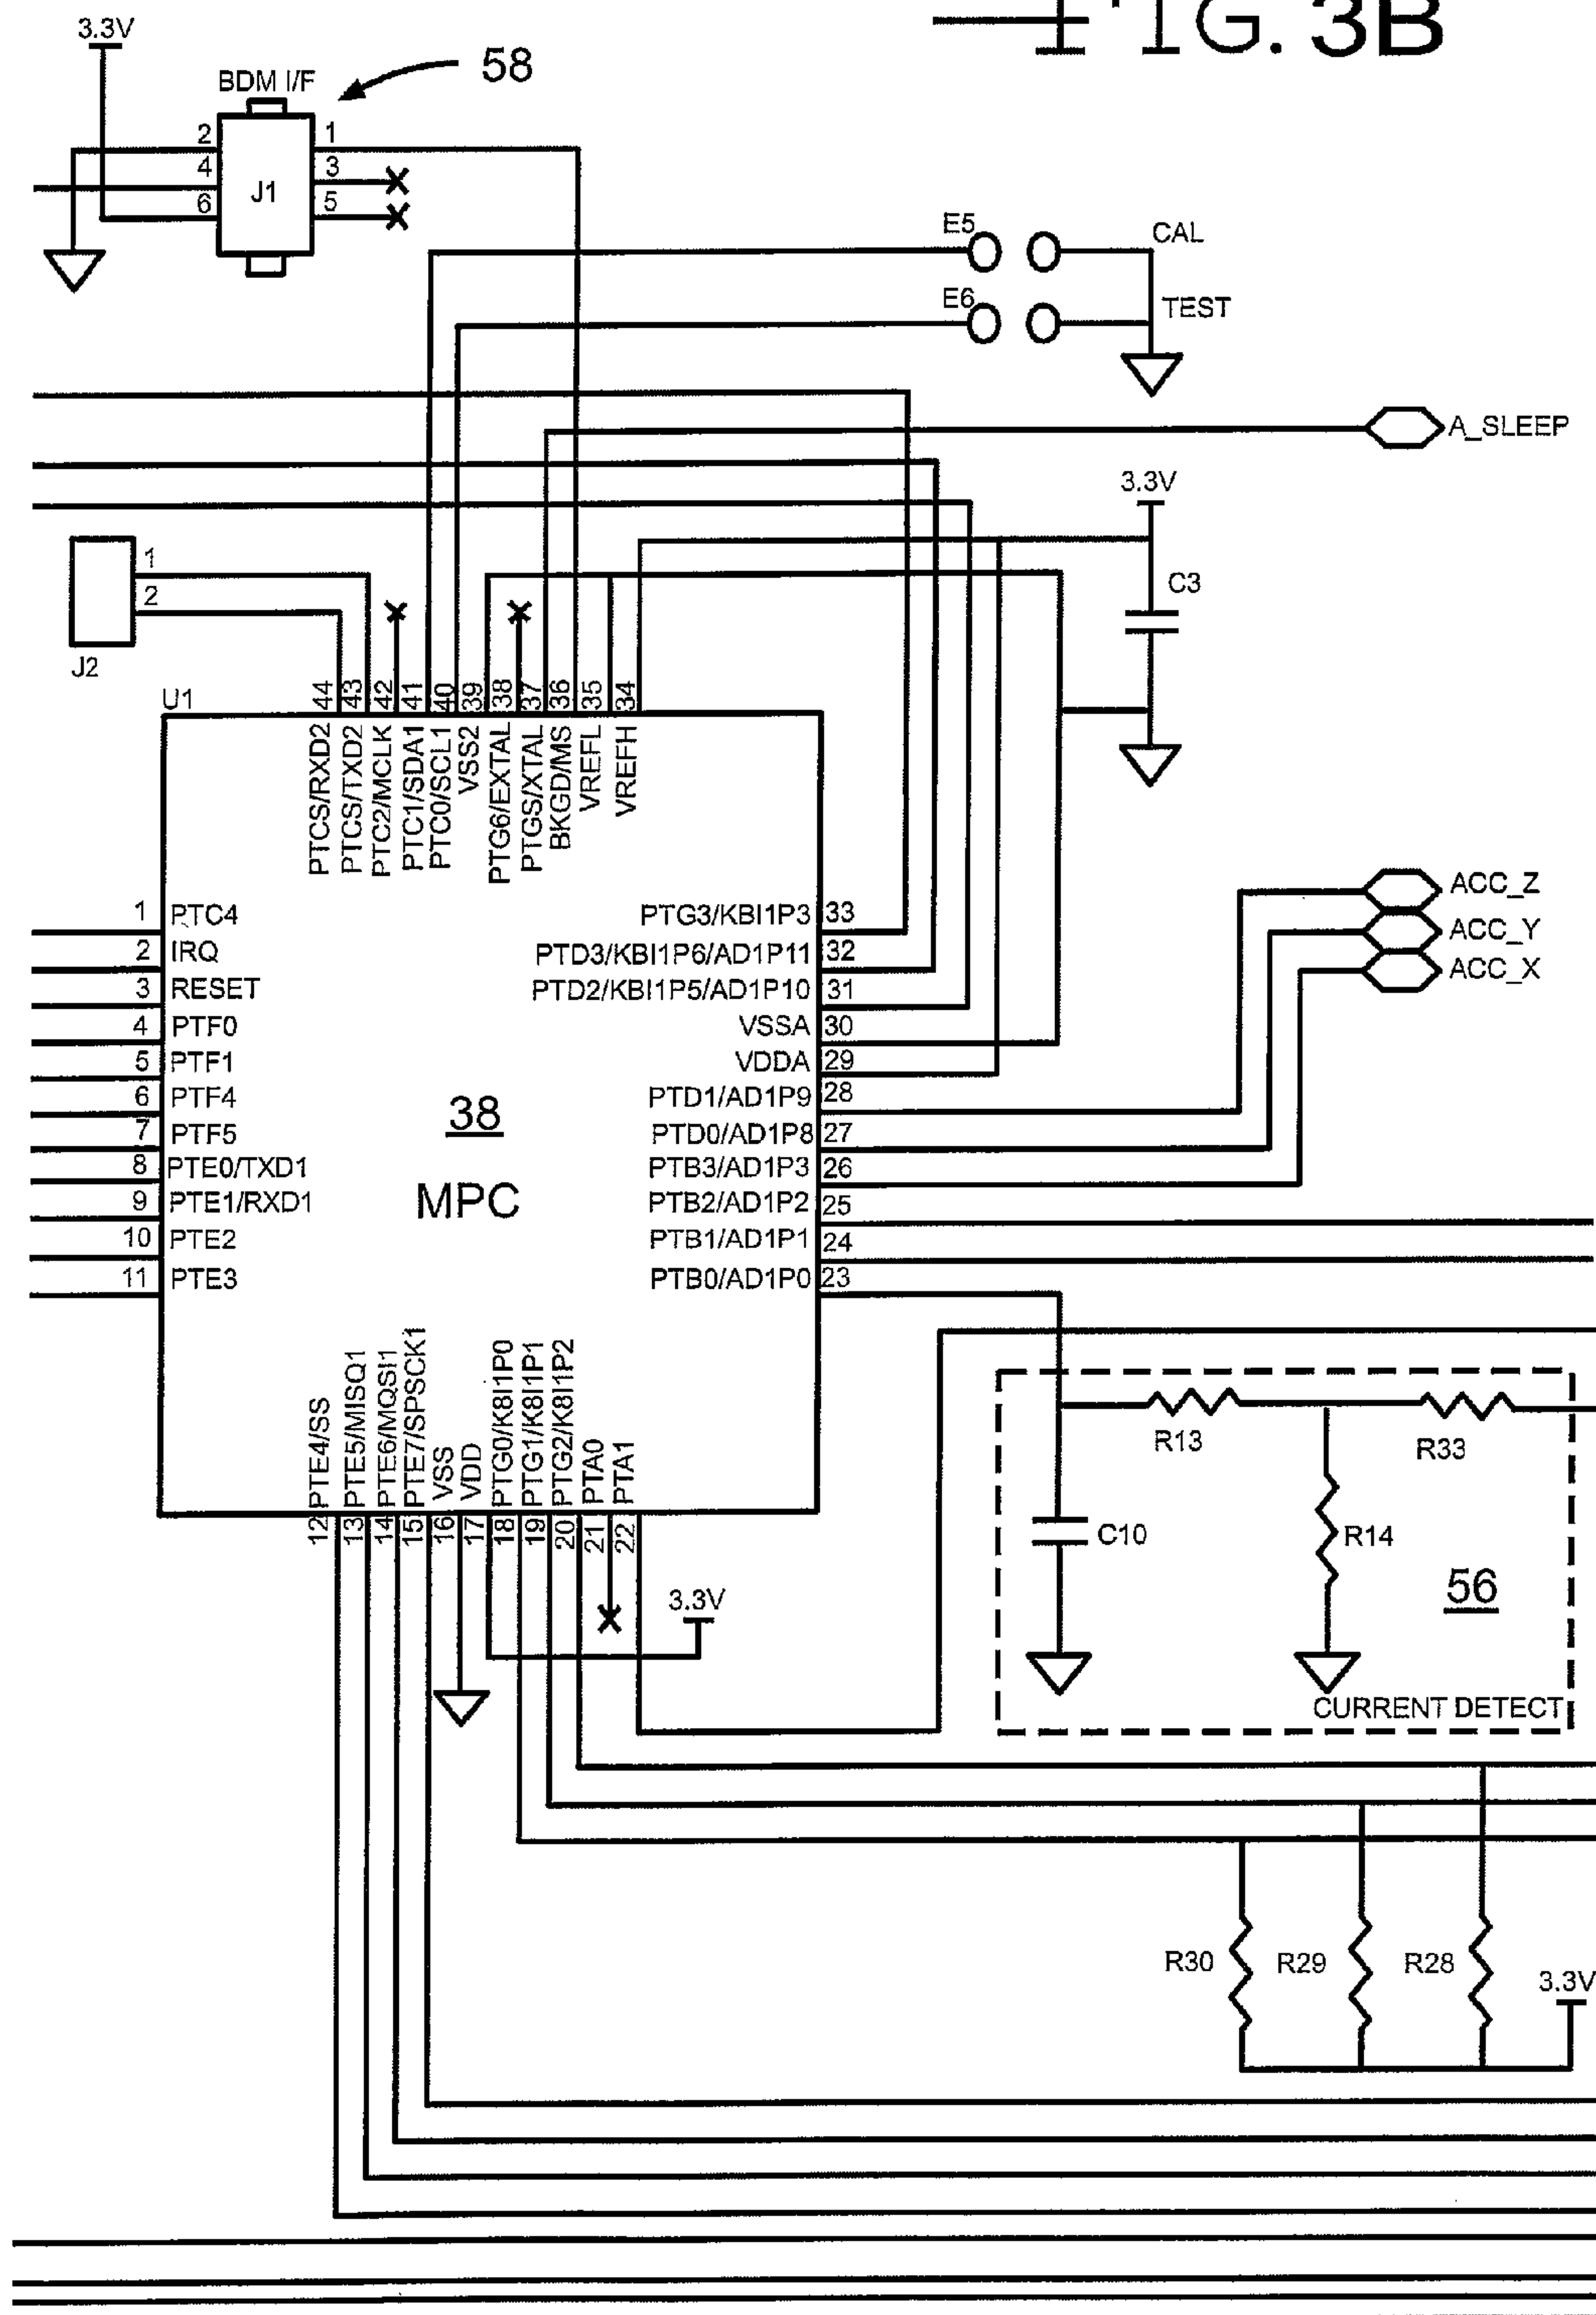 FIG. 3B
3.3V
BDM I/F
58
2
4
6
J1
1
3
5
E5
CAL
E6
TEST
A_SLEEP
3.3V
C3
1
2
J2
U1
44
43
42
41
40
39
38
37
36
35
34
PTCS/RXD2
PTCS/TXD2
PTC2/MCLK
PTC1/SDA1
PTC0/SCL1
VSS2
PTG6/EXTAL
PTGS/XTAL
BKGD/MS
VREFL
VREFH
1 PTC4
2 IRQ
3 RESET
4 PTF0
5 PTF1
6 PTF4
7 PTF5
8 PTE0/TXD1
9 PTE1/RXD1
10 PTE2
11 PTE3
38
MPC
PTG3/KBI1P3 33
PTD3/KBI1P6/AD1P11 32
PTD2/KBI1P5/AD1P10 31
VSSA 30
VDDA 29
PTD1/AD1P9 28
PTD0/AD1P8 27
PTB3/AD1P3 26
PTB2/AD1P2 25
PTB1/AD1P1 24
PTB0/AD1P0 23
ACC_Z
ACC_Y
ACC_X
12 PTE4/SS
13 PTE5/MISQ1
14 PTE6/MQSI1
15 PTE7/SPSCK1
16 VSS
17 VDD
18 PTG0/K8I1P0
19 PTG1/K8I1P1
20 PTG2/K8I1P2
21 PTA0
22 PTA1
3.3V
R13
R33
C10
R14
56
CURRENT DETECT
R30
R29
R28
3.3V